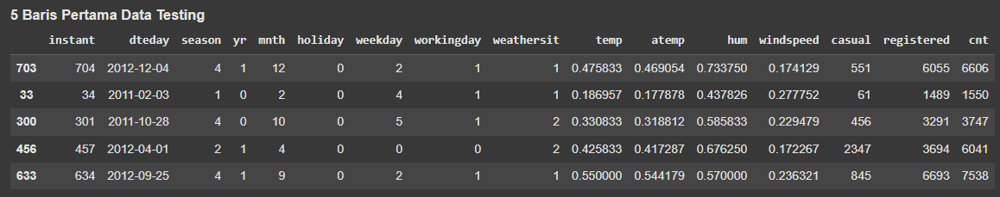 5 Baris Pertama Data Testing
instant dteday season yr mnth holiday weekday workingday weathersit temp atemp hum windspeed casual registered cnt
703 704 2012-12-04 4 1 12 0 2 1 1 0.475833 0.469054 0.733750 0.174129 551 6055 6606
33 34 2011-02-03 1 0 2 0 4 1 1 0.186957 0.177878 0.437826 0.277752 61 1489 1550
300 301 2011-10-28 4 0 10 0 5 1 2 0.330833 0.318812 0.585833 0.229479 456 3291 3747
456 457 2012-04-01 2 1 4 0 0 0 2 0.425833 0.417287 0.676250 0.172267 2347 3694 6041
633 634 2012-09-25 4 1 9 0 2 1 1 0.550000 0.544179 0.570000 0.236321 845 6693 7538